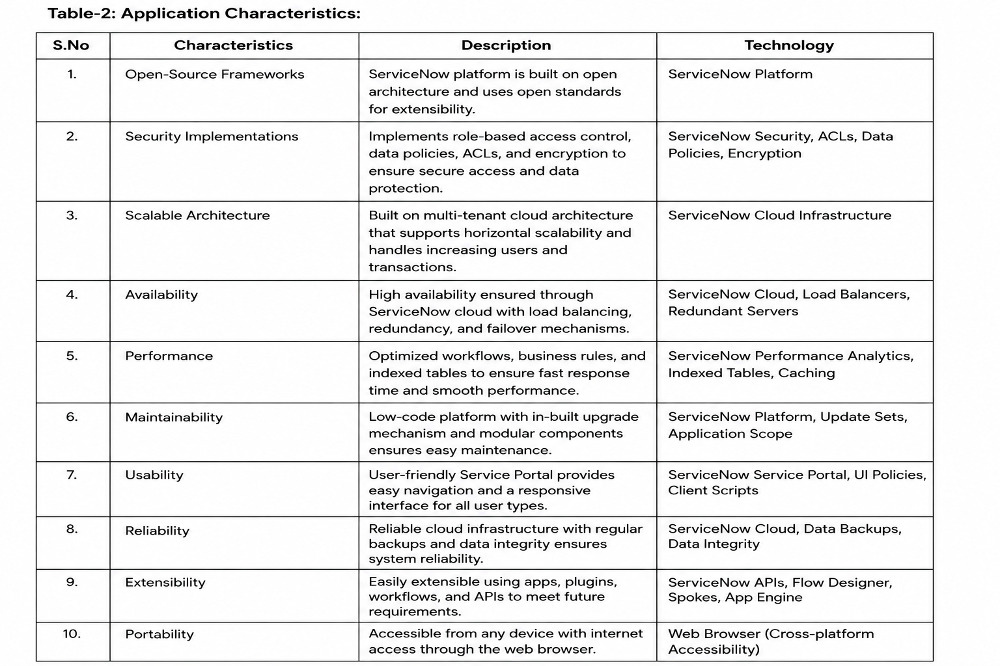 Table-2: Application Characteristics:
S.No Characteristics Description Technology
1. Open-Source Frameworks ServiceNow platform is built on open ServiceNow Platform
architecture and uses open standards
for extensibility.
2. Security Implementations Implements role-based access control, ServiceNow Security, ACLs, Data
data policies, ACLs, and encryption to Policies, Encryption
ensure secure access and data
protection.
3. Scalable Architecture Built on multi-tenant cloud architecture ServiceNow Cloud Infrastructure
that supports horizontal scalability and
handles increasing users and
transactions.
4. Availability High availability ensured through ServiceNow Cloud, Load Balancers,
ServiceNow cloud with load balancing, Redundant Servers
redundancy, and failover mechanisms.
5. Performance Optimized workflows, business rules, and ServiceNow Performance Analytics,
indexed tables to ensure fast response Indexed Tables, Caching
time and smooth performance.
6. Maintainability Low-code platform with in-built upgrade ServiceNow Platform, Update Sets,
mechanism and modular components Application Scope
ensures easy maintenance.
7. Usability User-friendly Service Portal provides ServiceNow Service Portal, UI Policies,
easy navigation and a responsive Client Scripts
interface for all user types.
8. Reliability Reliable cloud infrastructure with regular ServiceNow Cloud, Data Backups,
backups and data integrity ensures Data Integrity
system reliability.
9. Extensibility Easily extensible using apps, plugins, ServiceNow APIs, Flow Designer,
workflows, and APIs to meet future Spokes, App Engine
requirements.
10. Portability Accessible from any device with internet Web Browser (Cross-platform
access through the web browser. Accessibility)